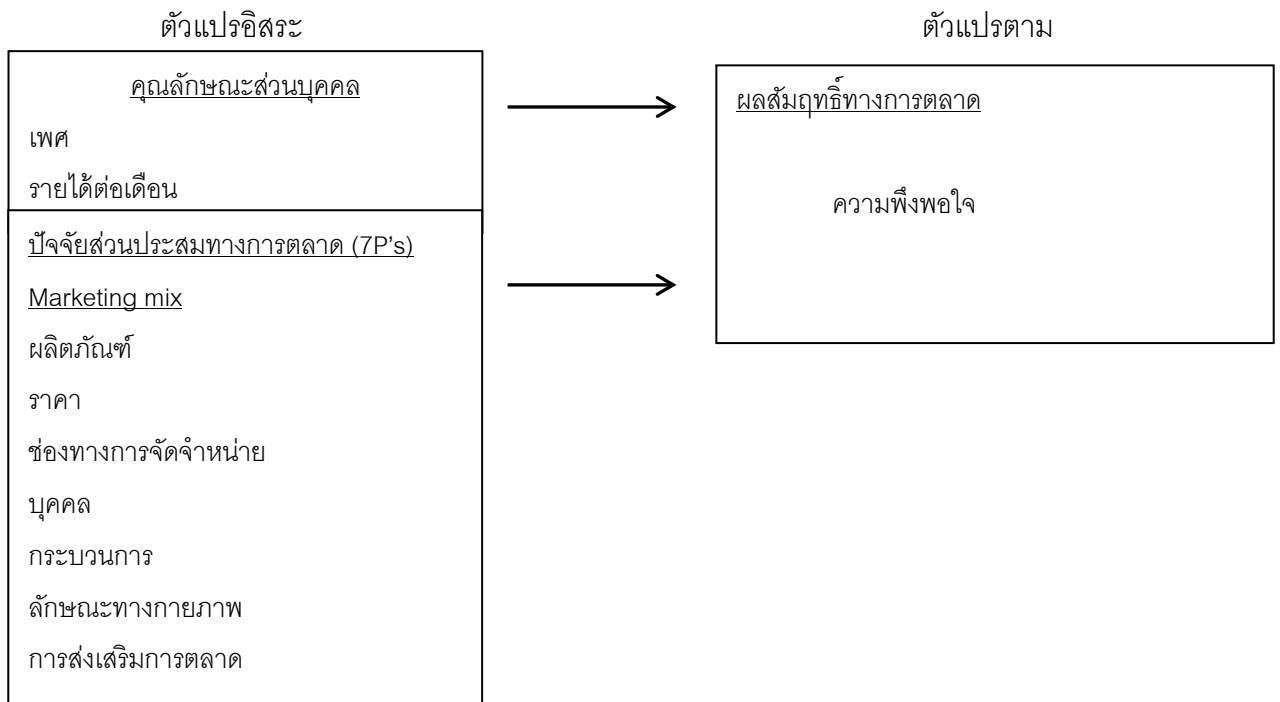 ตัวแปรอิสระ
ตัวแปรตาม
คุณลักษณะส่วนบุคคล
เพศ
รายได้ต่อเดือน
ปัจจัยส่วนประสมทางการตลาด (7P's)
Marketing mix
ผลิตภัณฑ์
ราคา
ช่องทางการจัดจำหน่าย
บุคคล
กระบวนการ
ลักษณะทางกายภาพ
การส่งเสริมการตลาด
ผลสัมฤทธิ์ทางการตลาด
ความพึงพอใจ